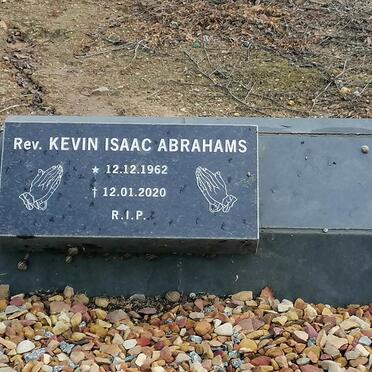 Rev. KEVIN ISAAC ABRAHAMS
★ 12.12.1962
† 12.01.2020
R.I.P.